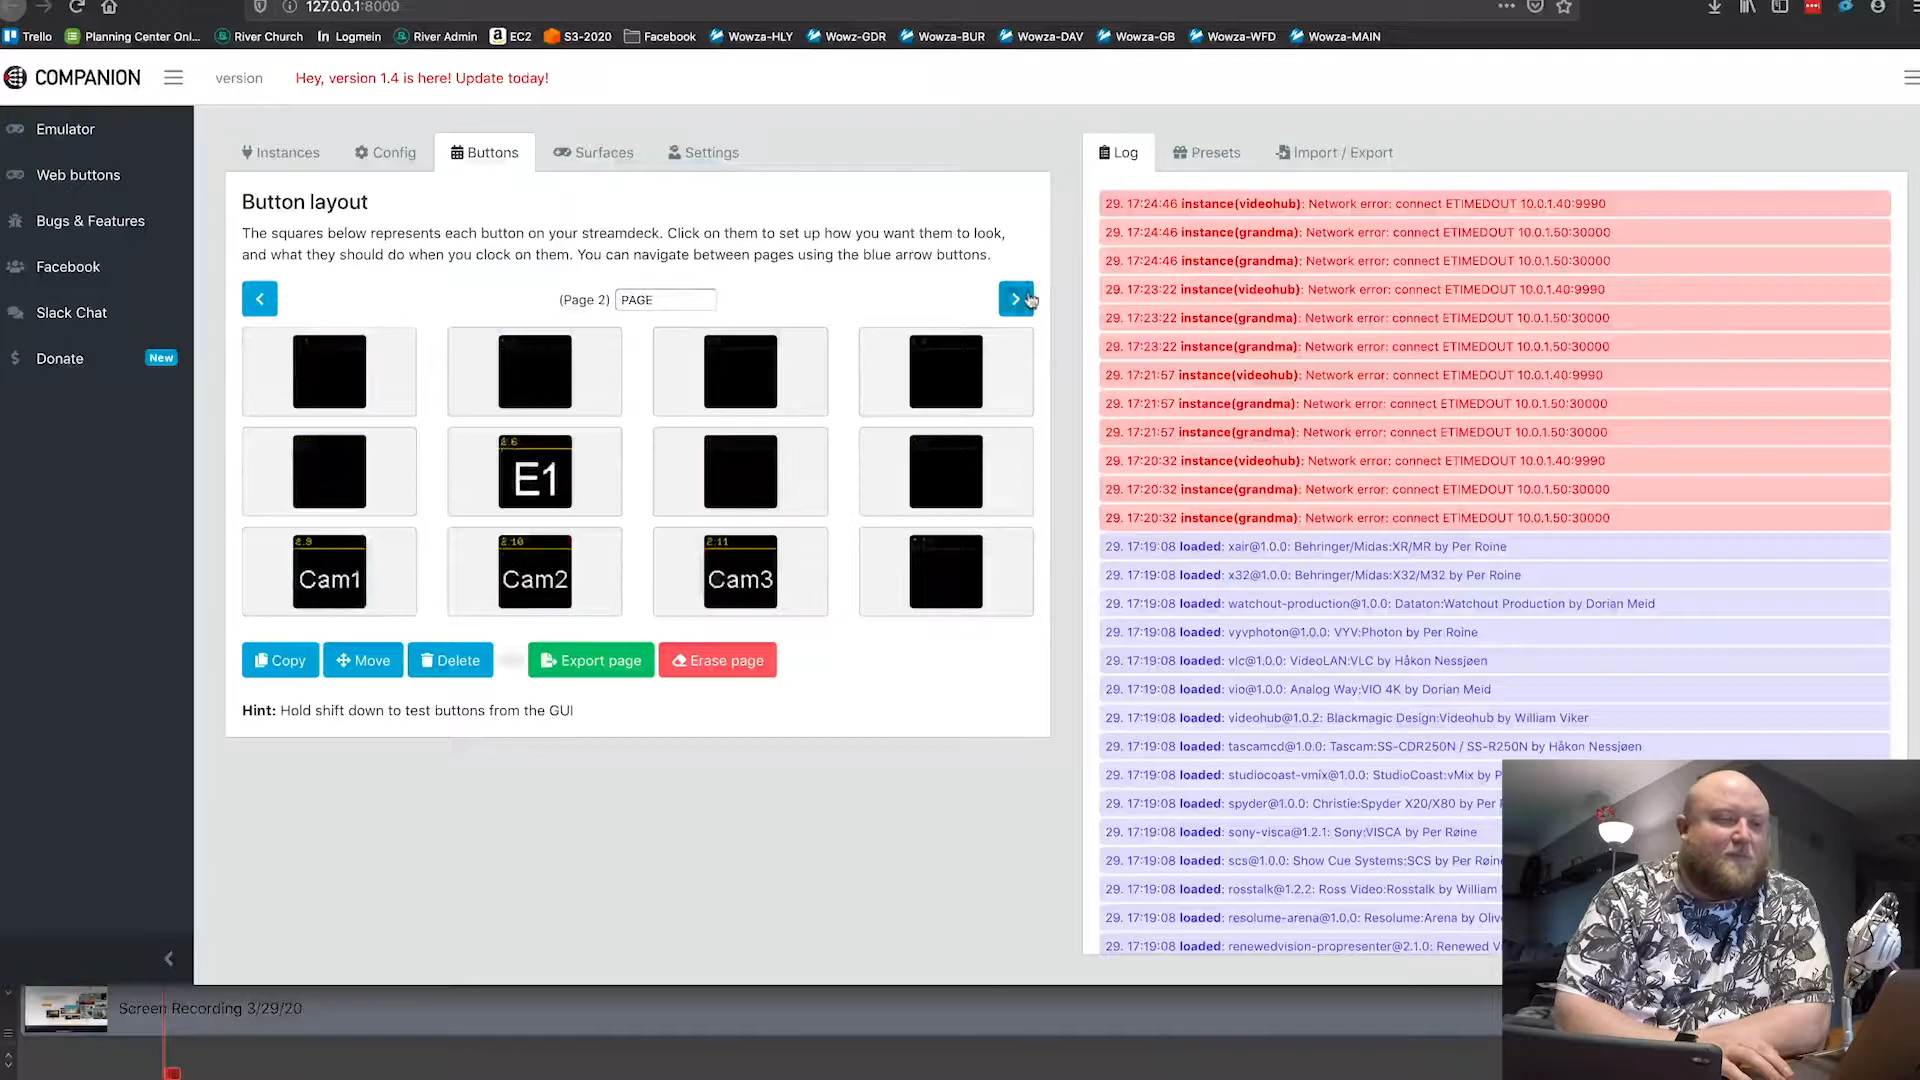 127.0.0.1:8000
Trello
Planning Center Onl...
River Church
Logmein
River Admin
EC2
S3-2020
Facebook
Wowza-HLY
Wowz-GDR
Wowza-BUR
Wowza-DAV
Wowza-GB
Wowza-WFD
Wowza-MAIN
COMPANION
version
Hey, version 1.4 is here! Update today!
Emulator
Web buttons
Bugs & Features
Facebook
Slack Chat
Donate
New
Instances
Config
Buttons
Surfaces
Settings
Button layout
The squares below represents each button on your streamdeck. Click on them to set up how you want them to look,
and what they should do when you clock on them. You can navigate between pages using the blue arrow buttons.
(Page 2)
PAGE
2.6
E1
2.9
Cam1
2.10
Cam2
2.11
Cam3
Copy
Move
Delete
Export page
Erase page
Hint: Hold shift down to test buttons from the GUI
Log
Presets
Import / Export
29. 17:24:46 instance(videohub): Network error: connect ETIMEDOUT 10.0.1.40:9990
29. 17:24:46 instance(grandma): Network error: connect ETIMEDOUT 10.0.1.50:30000
29. 17:24:46 instance(grandma): Network error: connect ETIMEDOUT 10.0.1.50:30000
29. 17:23:22 instance(videohub): Network error: connect ETIMEDOUT 10.0.1.40:9990
29. 17:23:22 instance(grandma): Network error: connect ETIMEDOUT 10.0.1.50:30000
29. 17:23:22 instance(grandma): Network error: connect ETIMEDOUT 10.0.1.50:30000
29. 17:21:57 instance(videohub): Network error: connect ETIMEDOUT 10.0.1.40:9990
29. 17:21:57 instance(grandma): Network error: connect ETIMEDOUT 10.0.1.50:30000
29. 17:21:57 instance(grandma): Network error: connect ETIMEDOUT 10.0.1.50:30000
29. 17:20:32 instance(videohub): Network error: connect ETIMEDOUT 10.0.1.40:9990
29. 17:20:32 instance(grandma): Network error: connect ETIMEDOUT 10.0.1.50:30000
29. 17:20:32 instance(grandma): Network error: connect ETIMEDOUT 10.0.1.50:30000
29. 17:19:08 loaded: xair@1.0.0: Behringer/Midas:XR/MR by Per Roine
29. 17:19:08 loaded: x32@1.0.0: Behringer/Midas:X32/M32 by Per Roine
29. 17:19:08 loaded: watchout-production@1.0.0: Dataton:Watchout Production by Dorian Meid
29. 17:19:08 loaded: vyvphoton@1.0.0: VYV:Photon by Per Roine
29. 17:19:08 loaded: vlc@1.0.0: VideoLAN:VLC by Håkon Nessjøen
29. 17:19:08 loaded: vio@1.0.0: Analog Way:VIO 4K by Dorian Meid
29. 17:19:08 loaded: videohub@1.0.2: Blackmagic Design:Videohub by William Viker
29. 17:19:08 loaded: tascamcd@1.0.0: Tascam:SS-CDR250N / SS-R250N by Håkon Nessjøen
29. 17:19:08 loaded: studiocoast-vmix@1.0.0: StudioCoast:vMix by P
29. 17:19:08 loaded: spyder@1.0.0: Christie:Spyder X20/X80 by Per
29. 17:19:08 loaded: sony-visca@1.2.1: Sony:VISCA by Per Røine
29. 17:19:08 loaded: scs@1.0.0: Show Cue Systems:SCS by Per Røine
29. 17:19:08 loaded: rosstalk@1.2.2: Ross Video:Rosstalk by William
29. 17:19:08 loaded: resolume-arena@1.0.0: Resolume:Arena by Oliv
29. 17:19:08 loaded: renewedvision-propresenter@2.1.0: Renewed V
Screen Recording 3/29/20